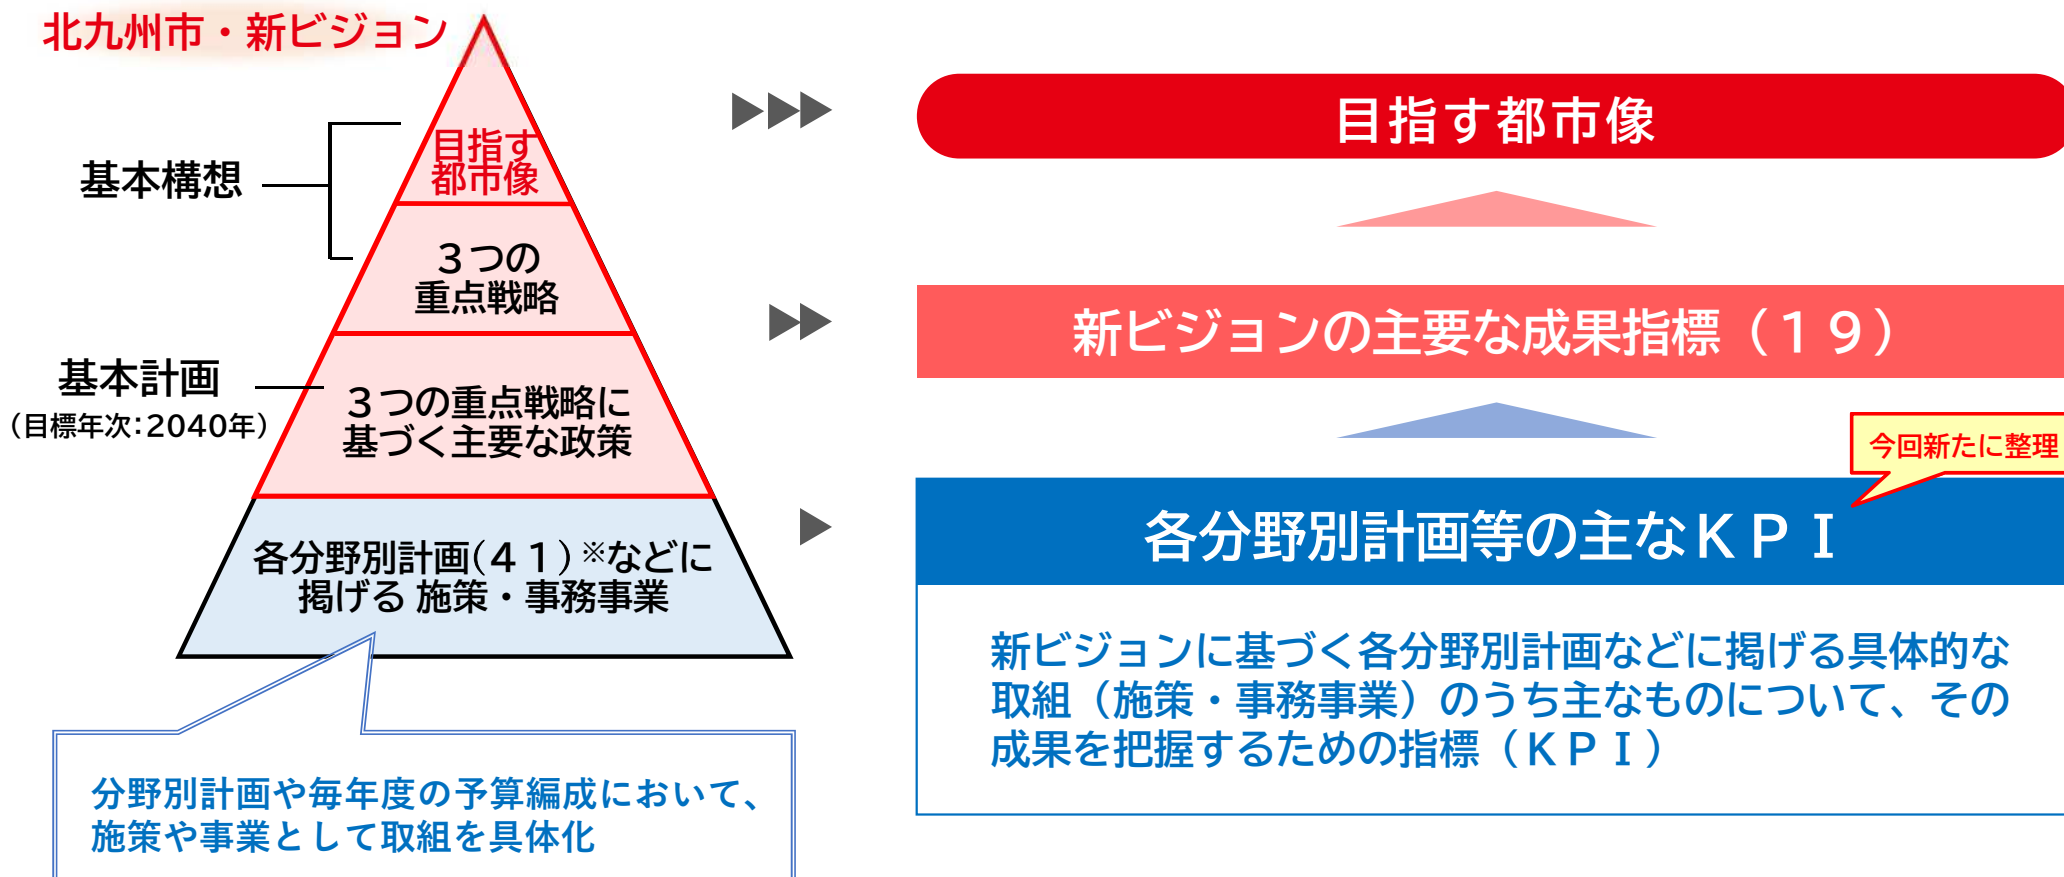 北九州市・新ビジョン
基本構想
目指す
都市像
3つの
重点戦略
基本計画
(目標年次:2040年)
3つの重点戦略に
基づく主要な政策
各分野別計画(41)※などに
掲げる 施策・事務事業
分野別計画や毎年度の予算編成において、
施策や事業として取組を具体化
目指す都市像
新ビジョンの主要な成果指標(19)
今回新たに整理
各分野別計画等の主なKPI
新ビジョンに基づく各分野別計画などに掲げる具体的な
取組(施策・事務事業)のうち主なものについて、その
成果を把握するための指標(KPI)